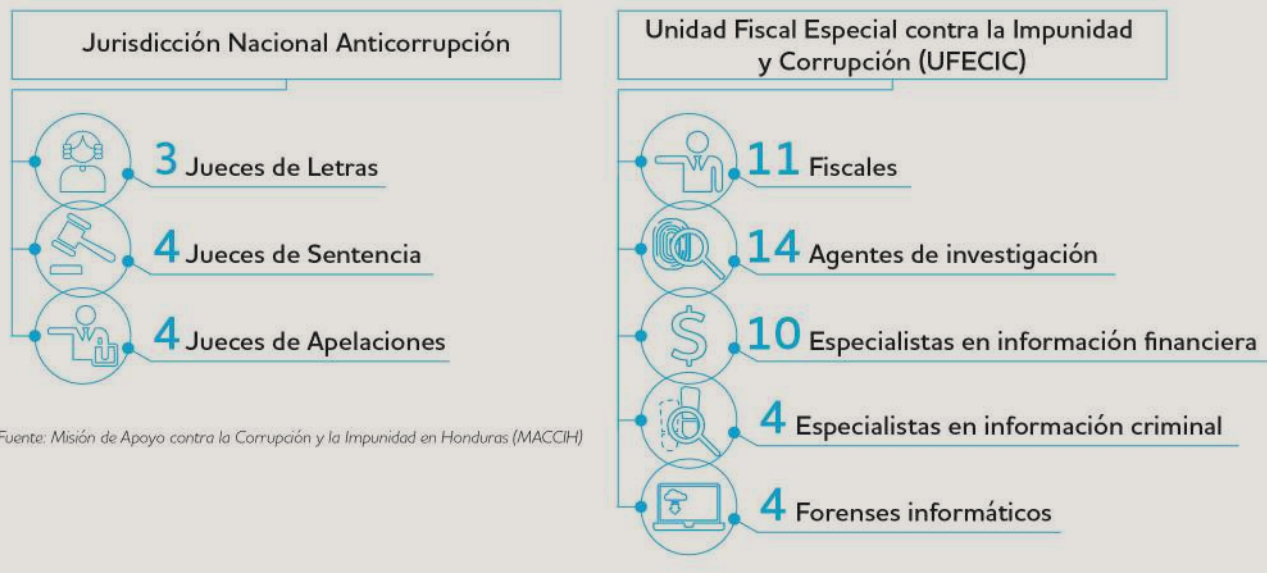 Jurisdicción Nacional Anticorrupción
3 Jueces de Letras
4 Jueces de Sentencia
4 Jueces de Apelaciones
Fuente: Misión de Apoyo contra la Corrupción y la Impunidad en Honduras (MACCIH)
Unidad Fiscal Especial contra la Impunidad
y Corrupción (UFECIC)
11 Fiscales
14 Agentes de investigación
$
10 Especialistas en información financiera
4 Especialistas en información criminal
4 Forenses informáticos